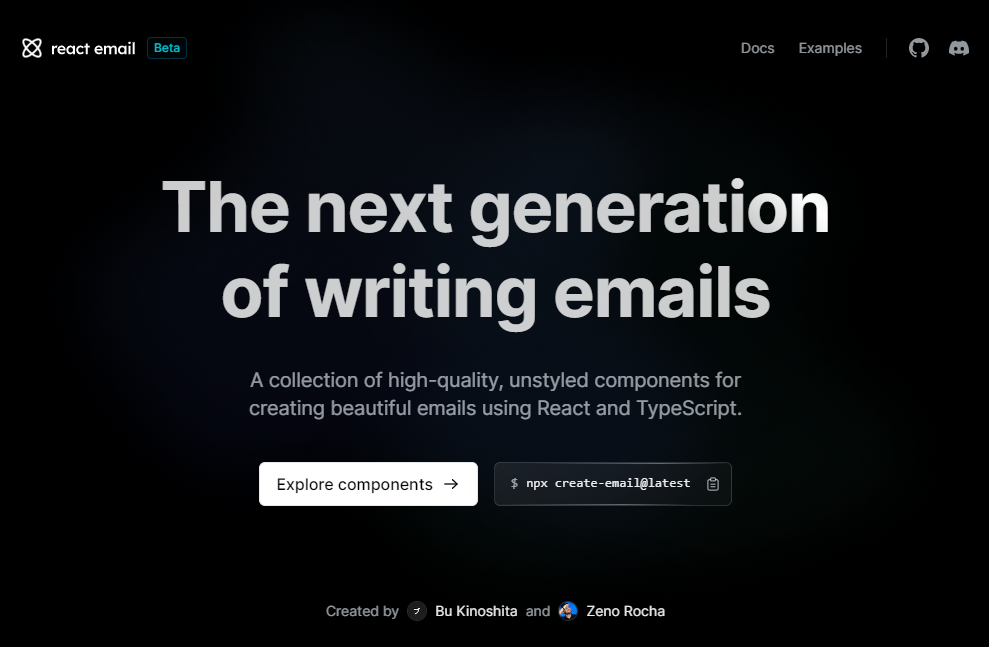 react email Beta Docs Examples
The next generation
of writing emails
A collection of high-quality, unstyled components for
creating beautiful emails using React and TypeScript.
Explore components → $ npx create-email@latest
Created by ブ Bu Kinoshita and Zeno Rocha